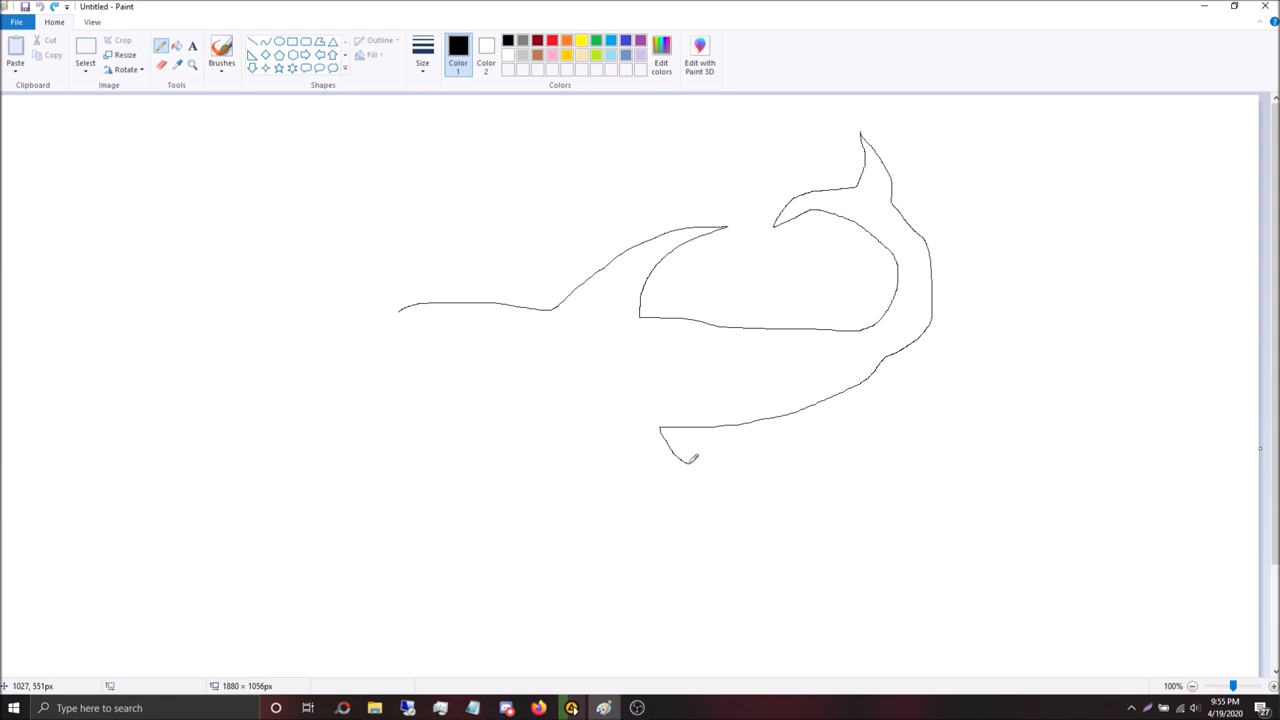 Untitled - Paint
File Home View
Paste
Cut
Copy
Clipboard
Select
Crop
Resize
Rotate
Image
Tools
Brushes
Shapes
Outline
Fill
Size
Color 1
Color 2
Colors
Edit colors
Edit with Paint 3D
1027, 551px
1880 × 1056px
100%
Type here to search
9:55 PM
4/19/2020
27